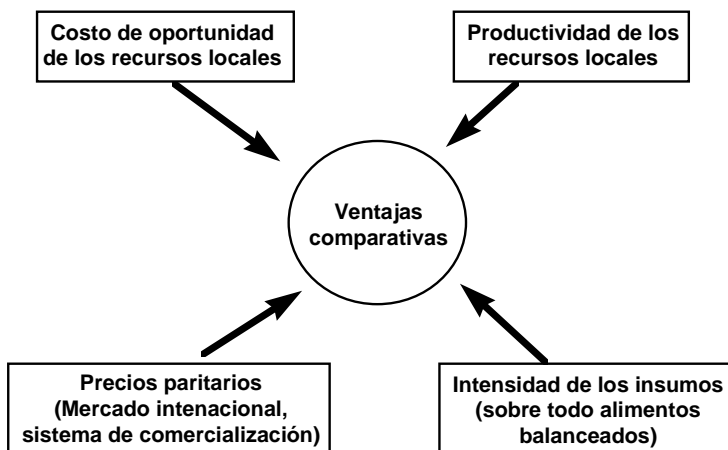 Costo de oportunidad
de los recursos locales
Productividad de los
recursos locales
Ventajas
comparativas
Precios paritarios
(Mercado intenacional,
sistema de comercialización)
Intensidad de los insumos
(sobre todo alimentos
balanceados)